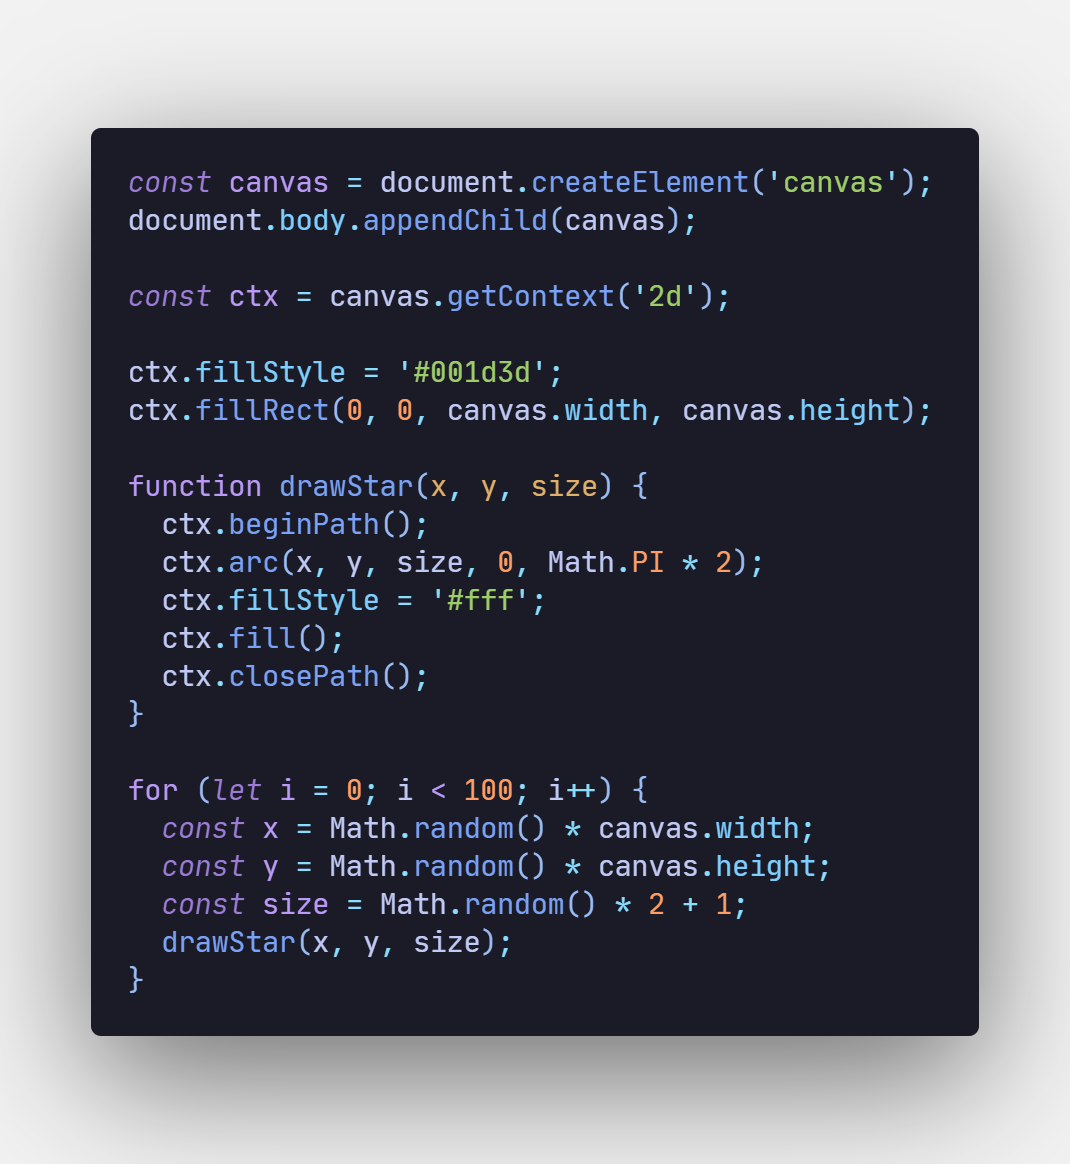 const canvas = document.createElement('canvas');
document.body.appendChild(canvas);

const ctx = canvas.getContext('2d');

ctx.fillStyle = '#001d3d';
ctx.fillRect(0, 0, canvas.width, canvas.height);

function drawStar(x, y, size) {
  ctx.beginPath();
  ctx.arc(x, y, size, 0, Math.PI * 2);
  ctx.fillStyle = '#fff';
  ctx.fill();
  ctx.closePath();
}

for (let i = 0; i < 100; i++) {
  const x = Math.random() * canvas.width;
  const y = Math.random() * canvas.height;
  const size = Math.random() * 2 + 1;
  drawStar(x, y, size);
}